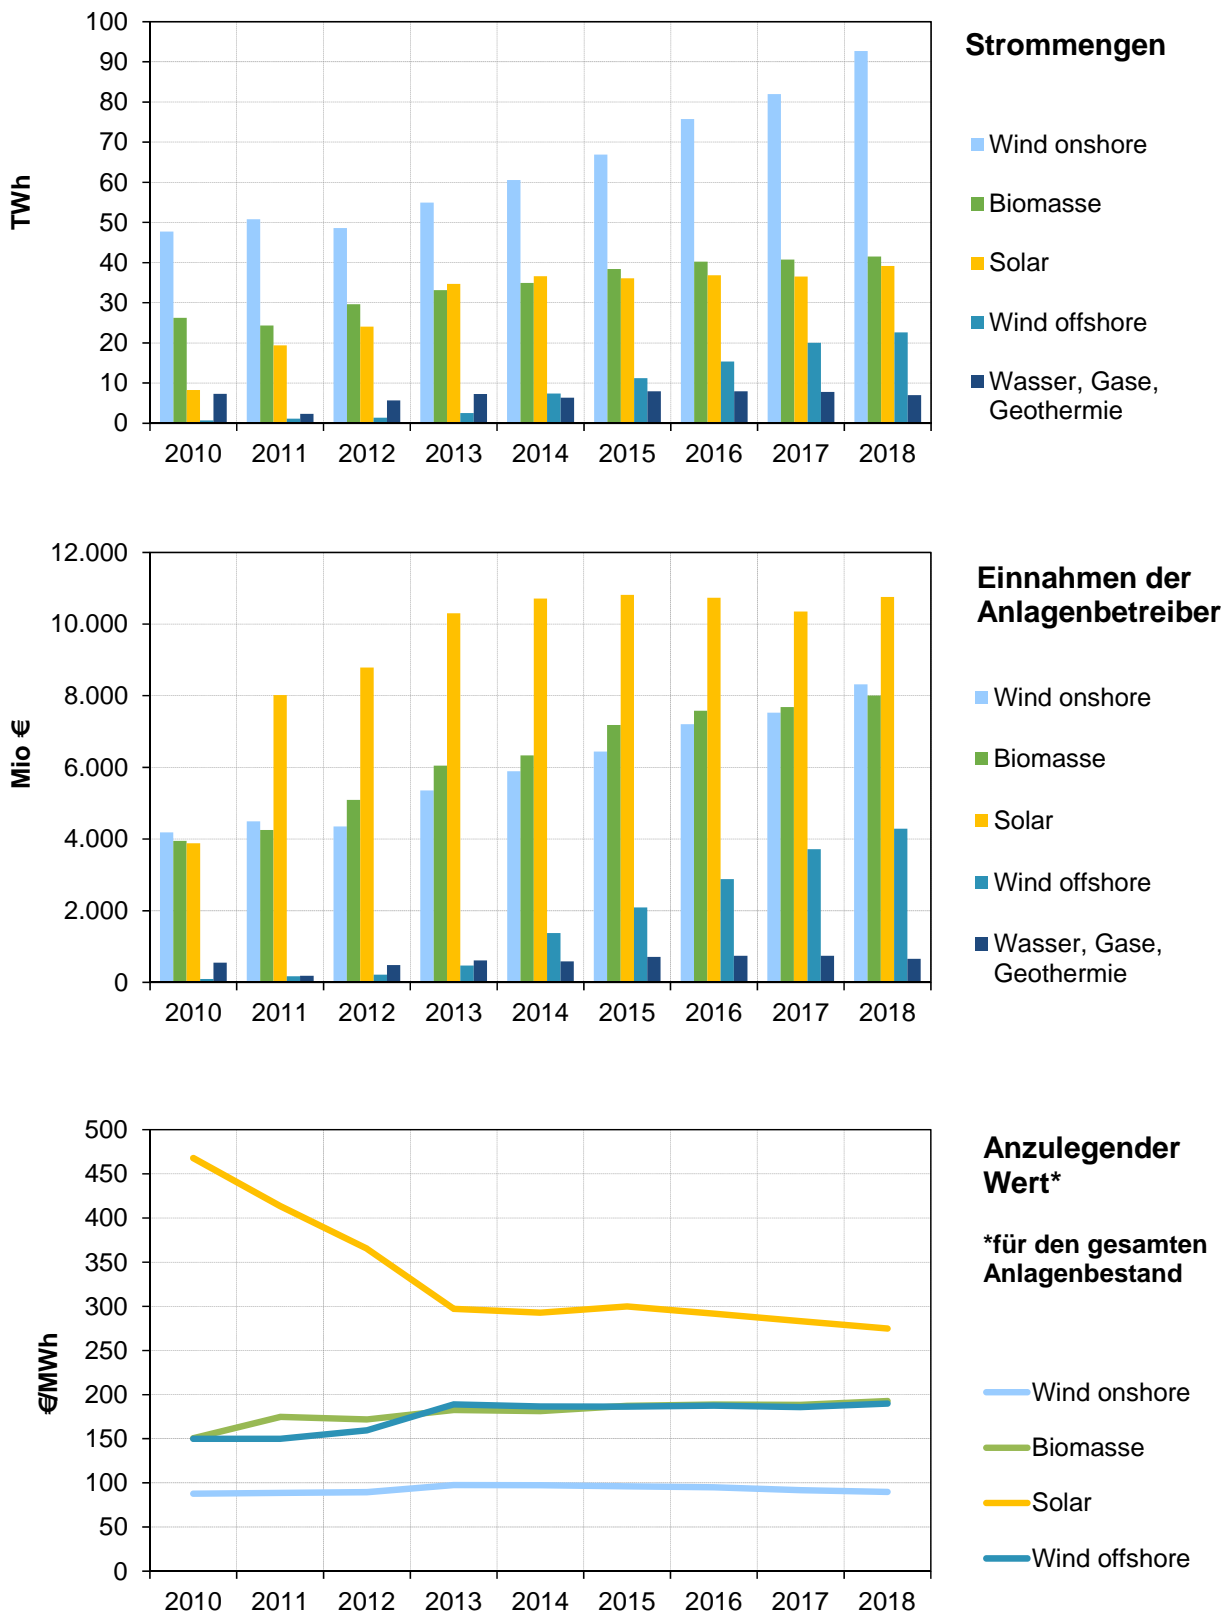 Strommengen
TWh
100
90
80
70
60
50
40
30
20
10
0
2010 2011 2012 2013 2014 2015 2016 2017 2018
Wind onshore
Biomasse
Solar
Wind offshore
Wasser, Gase,
Geothermie
Einnahmen der
Anlagenbetreiber
Mio €
12.000
10.000
8.000
6.000
4.000
2.000
0
2010 2011 2012 2013 2014 2015 2016 2017 2018
Wind onshore
Biomasse
Solar
Wind offshore
Wasser, Gase,
Geothermie
Anzulegender
Wert*
*für den gesamten
Anlagenbestand
€/MWh
500
450
400
350
300
250
200
150
100
50
0
2010 2011 2012 2013 2014 2015 2016 2017 2018
Wind onshore
Biomasse
Solar
Wind offshore